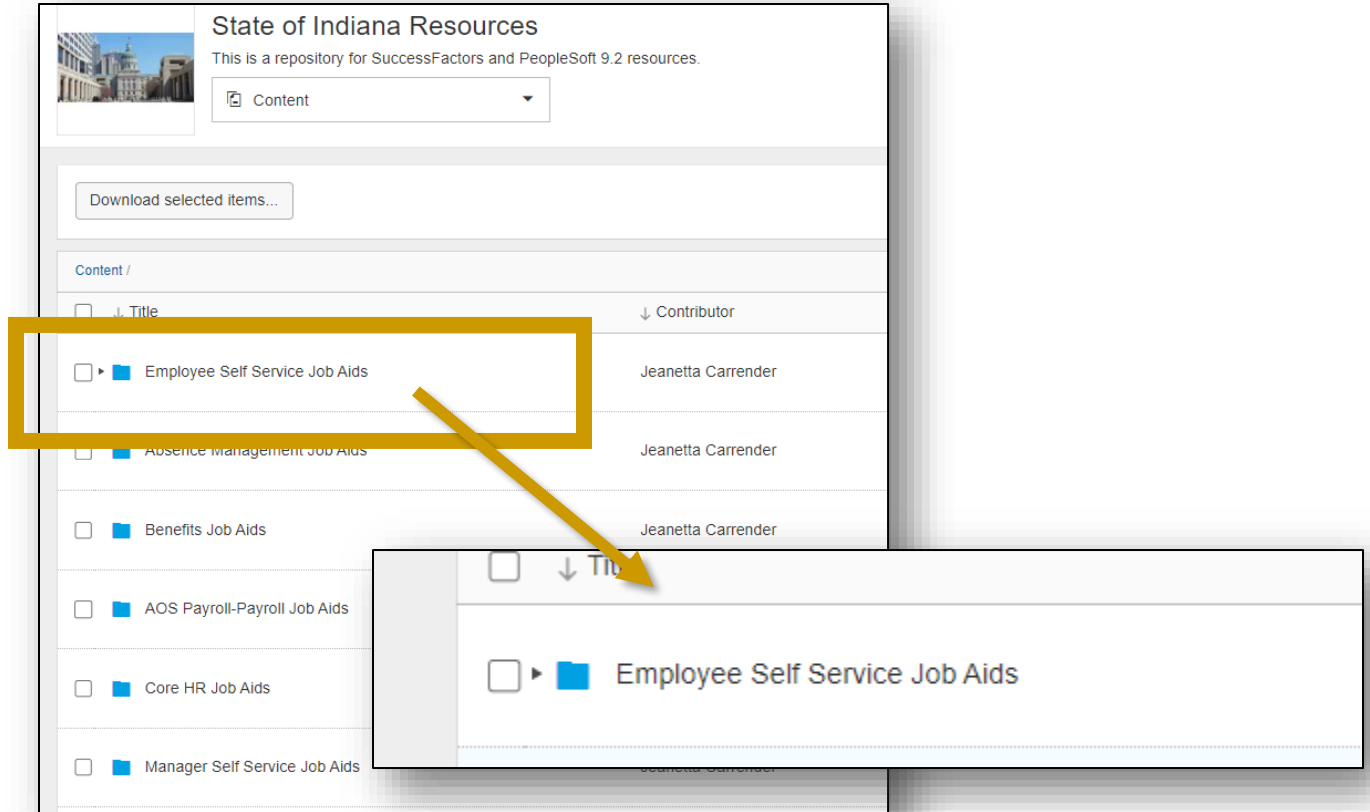 State of Indiana Resources
This is a repository for SuccessFactors and PeopleSoft 9.2 resources.
Content
Download selected items...
Content /
↓ Title ↓ Contributor
Employee Self Service Job Aids Jeanetta Carrender
Absence Management Job Aids Jeanetta Carrender
Benefits Job Aids Jeanetta Carrender
AOS Payroll-Payroll Job Aids
Core HR Job Aids
Manager Self Service Job Aids Jeanetta Carrender
Employee Self Service Job Aids